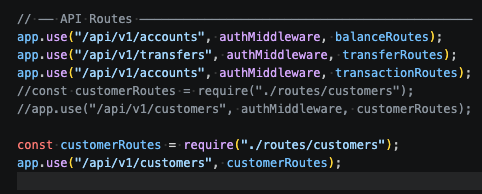 // —— API Routes ————————————————————————————————
app.use("/api/v1/accounts", authMiddleware, balanceRoutes);
app.use("/api/v1/transfers", authMiddleware, transferRoutes);
app.use("/api/v1/accounts", authMiddleware, transactionRoutes);
//const customerRoutes = require("./routes/customers");
//app.use("/api/v1/customers", authMiddleware, customerRoutes);
const customerRoutes = require("./routes/customers");
app.use("/api/v1/customers", customerRoutes);